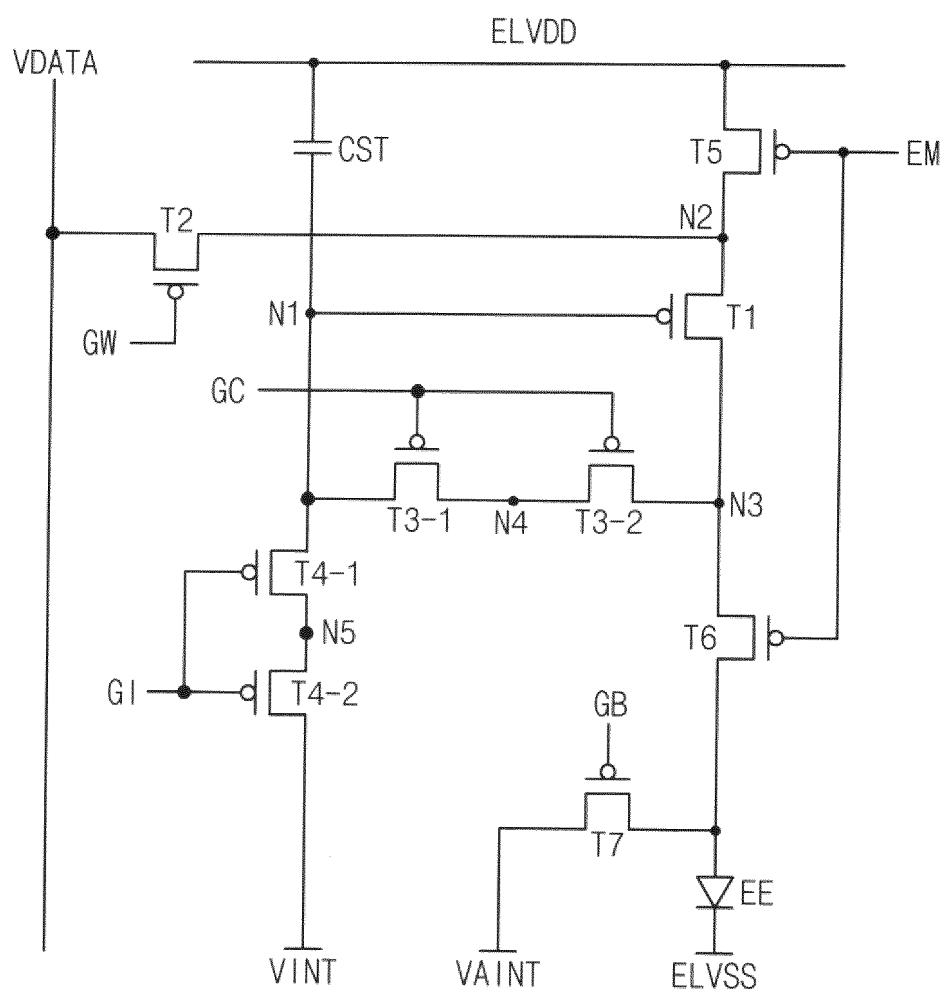 ELVDD
VDATA
CST
T5
EM
T2
N2
N1
T1
GW
GC
T3-1
N4
T3-2
N3
T4-1
N5
T6
GI
T4-2
GB
T7
EE
VINT
VAINT
ELVSS